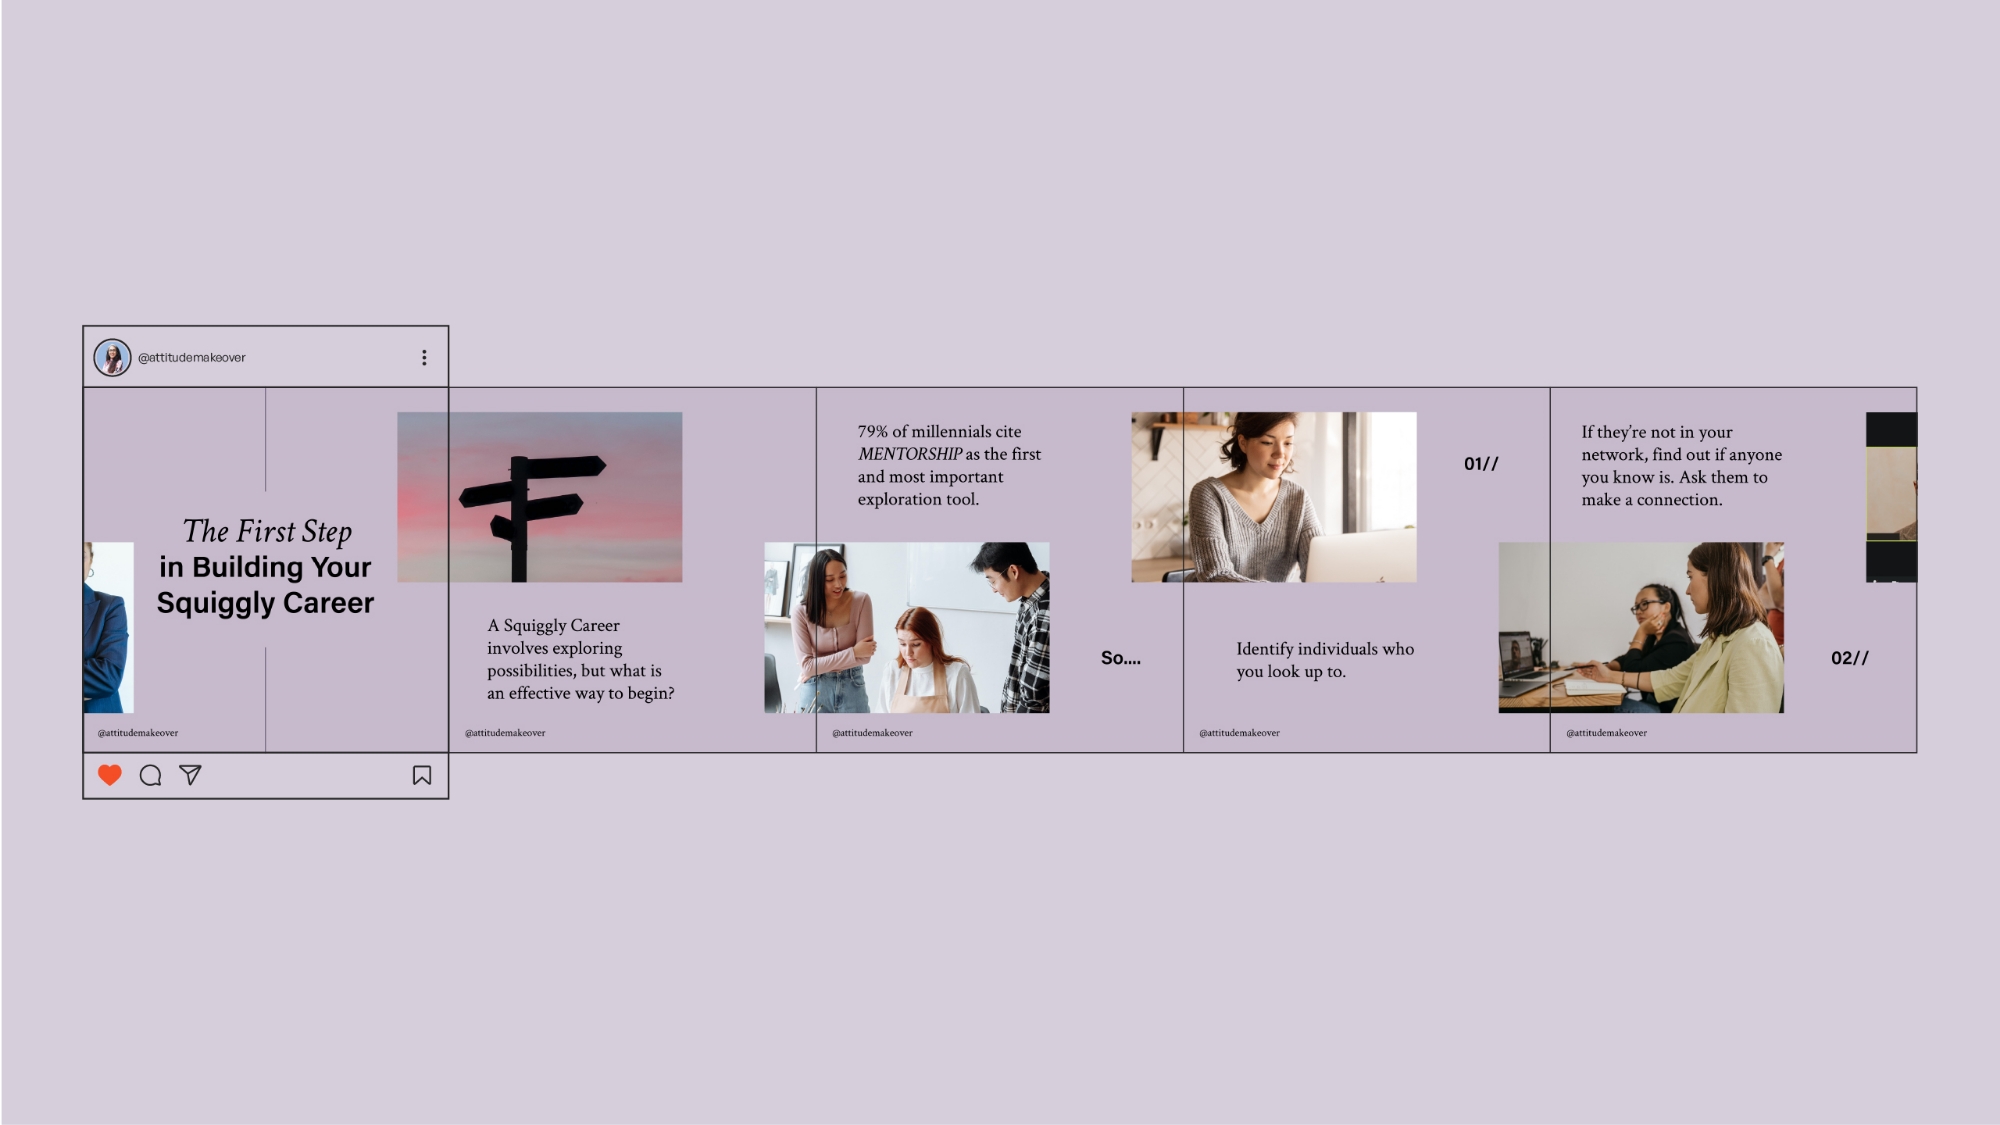 @attitudemakeover
The First Step
in Building Your
Squiggly Career
@attitudemakeover
A Squiggly Career
involves exploring
possibilities, but what is
an effective way to begin?
@attitudemakeover
79% of millennials cite
MENTORSHIP as the first
and most important
exploration tool.
So....
@attitudemakeover
01//
Identify individuals who
you look up to.
@attitudemakeover
If they're not in your
network, find out if anyone
you know is. Ask them to
make a connection.
02//
@attitudemakeover